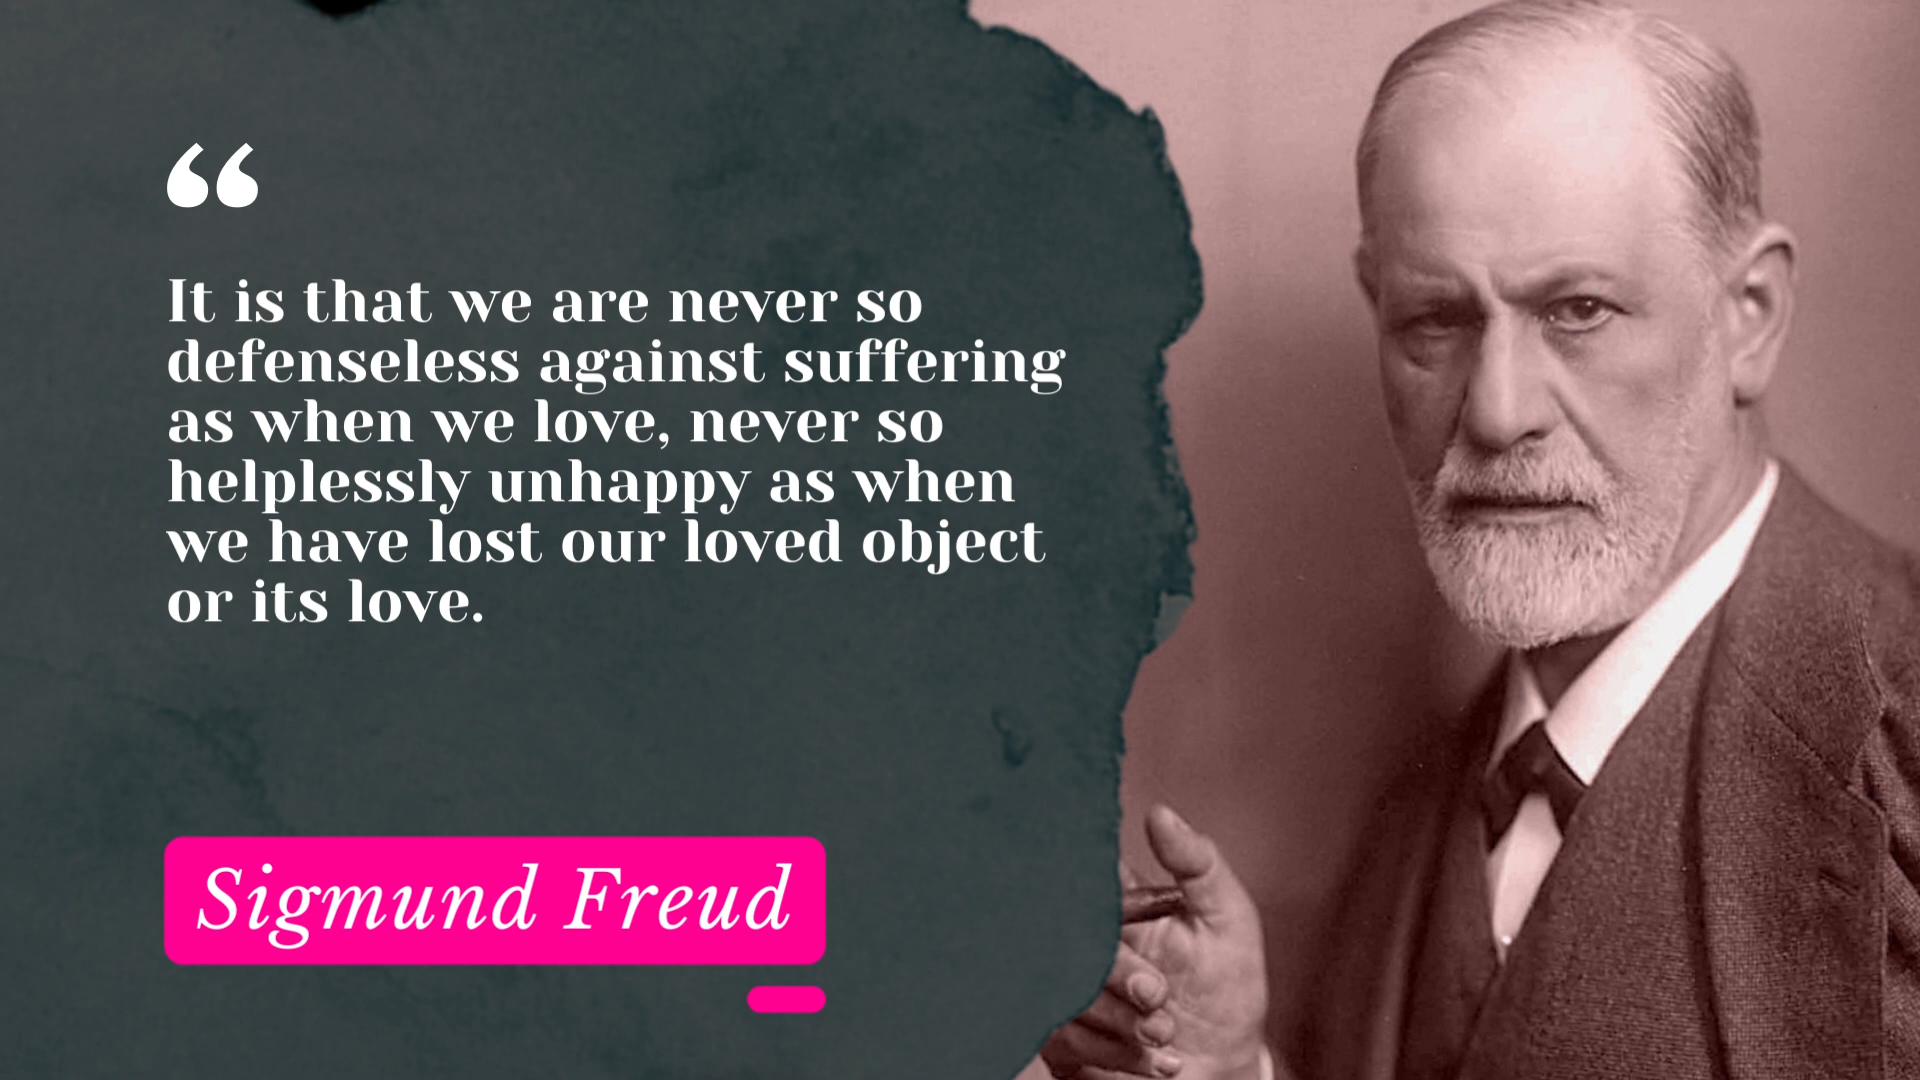 “
It is that we are never so
defenseless against suffering
as when we love, never so
helplessly unhappy as when
we have lost our loved object
or its love.
Sigmund Freud